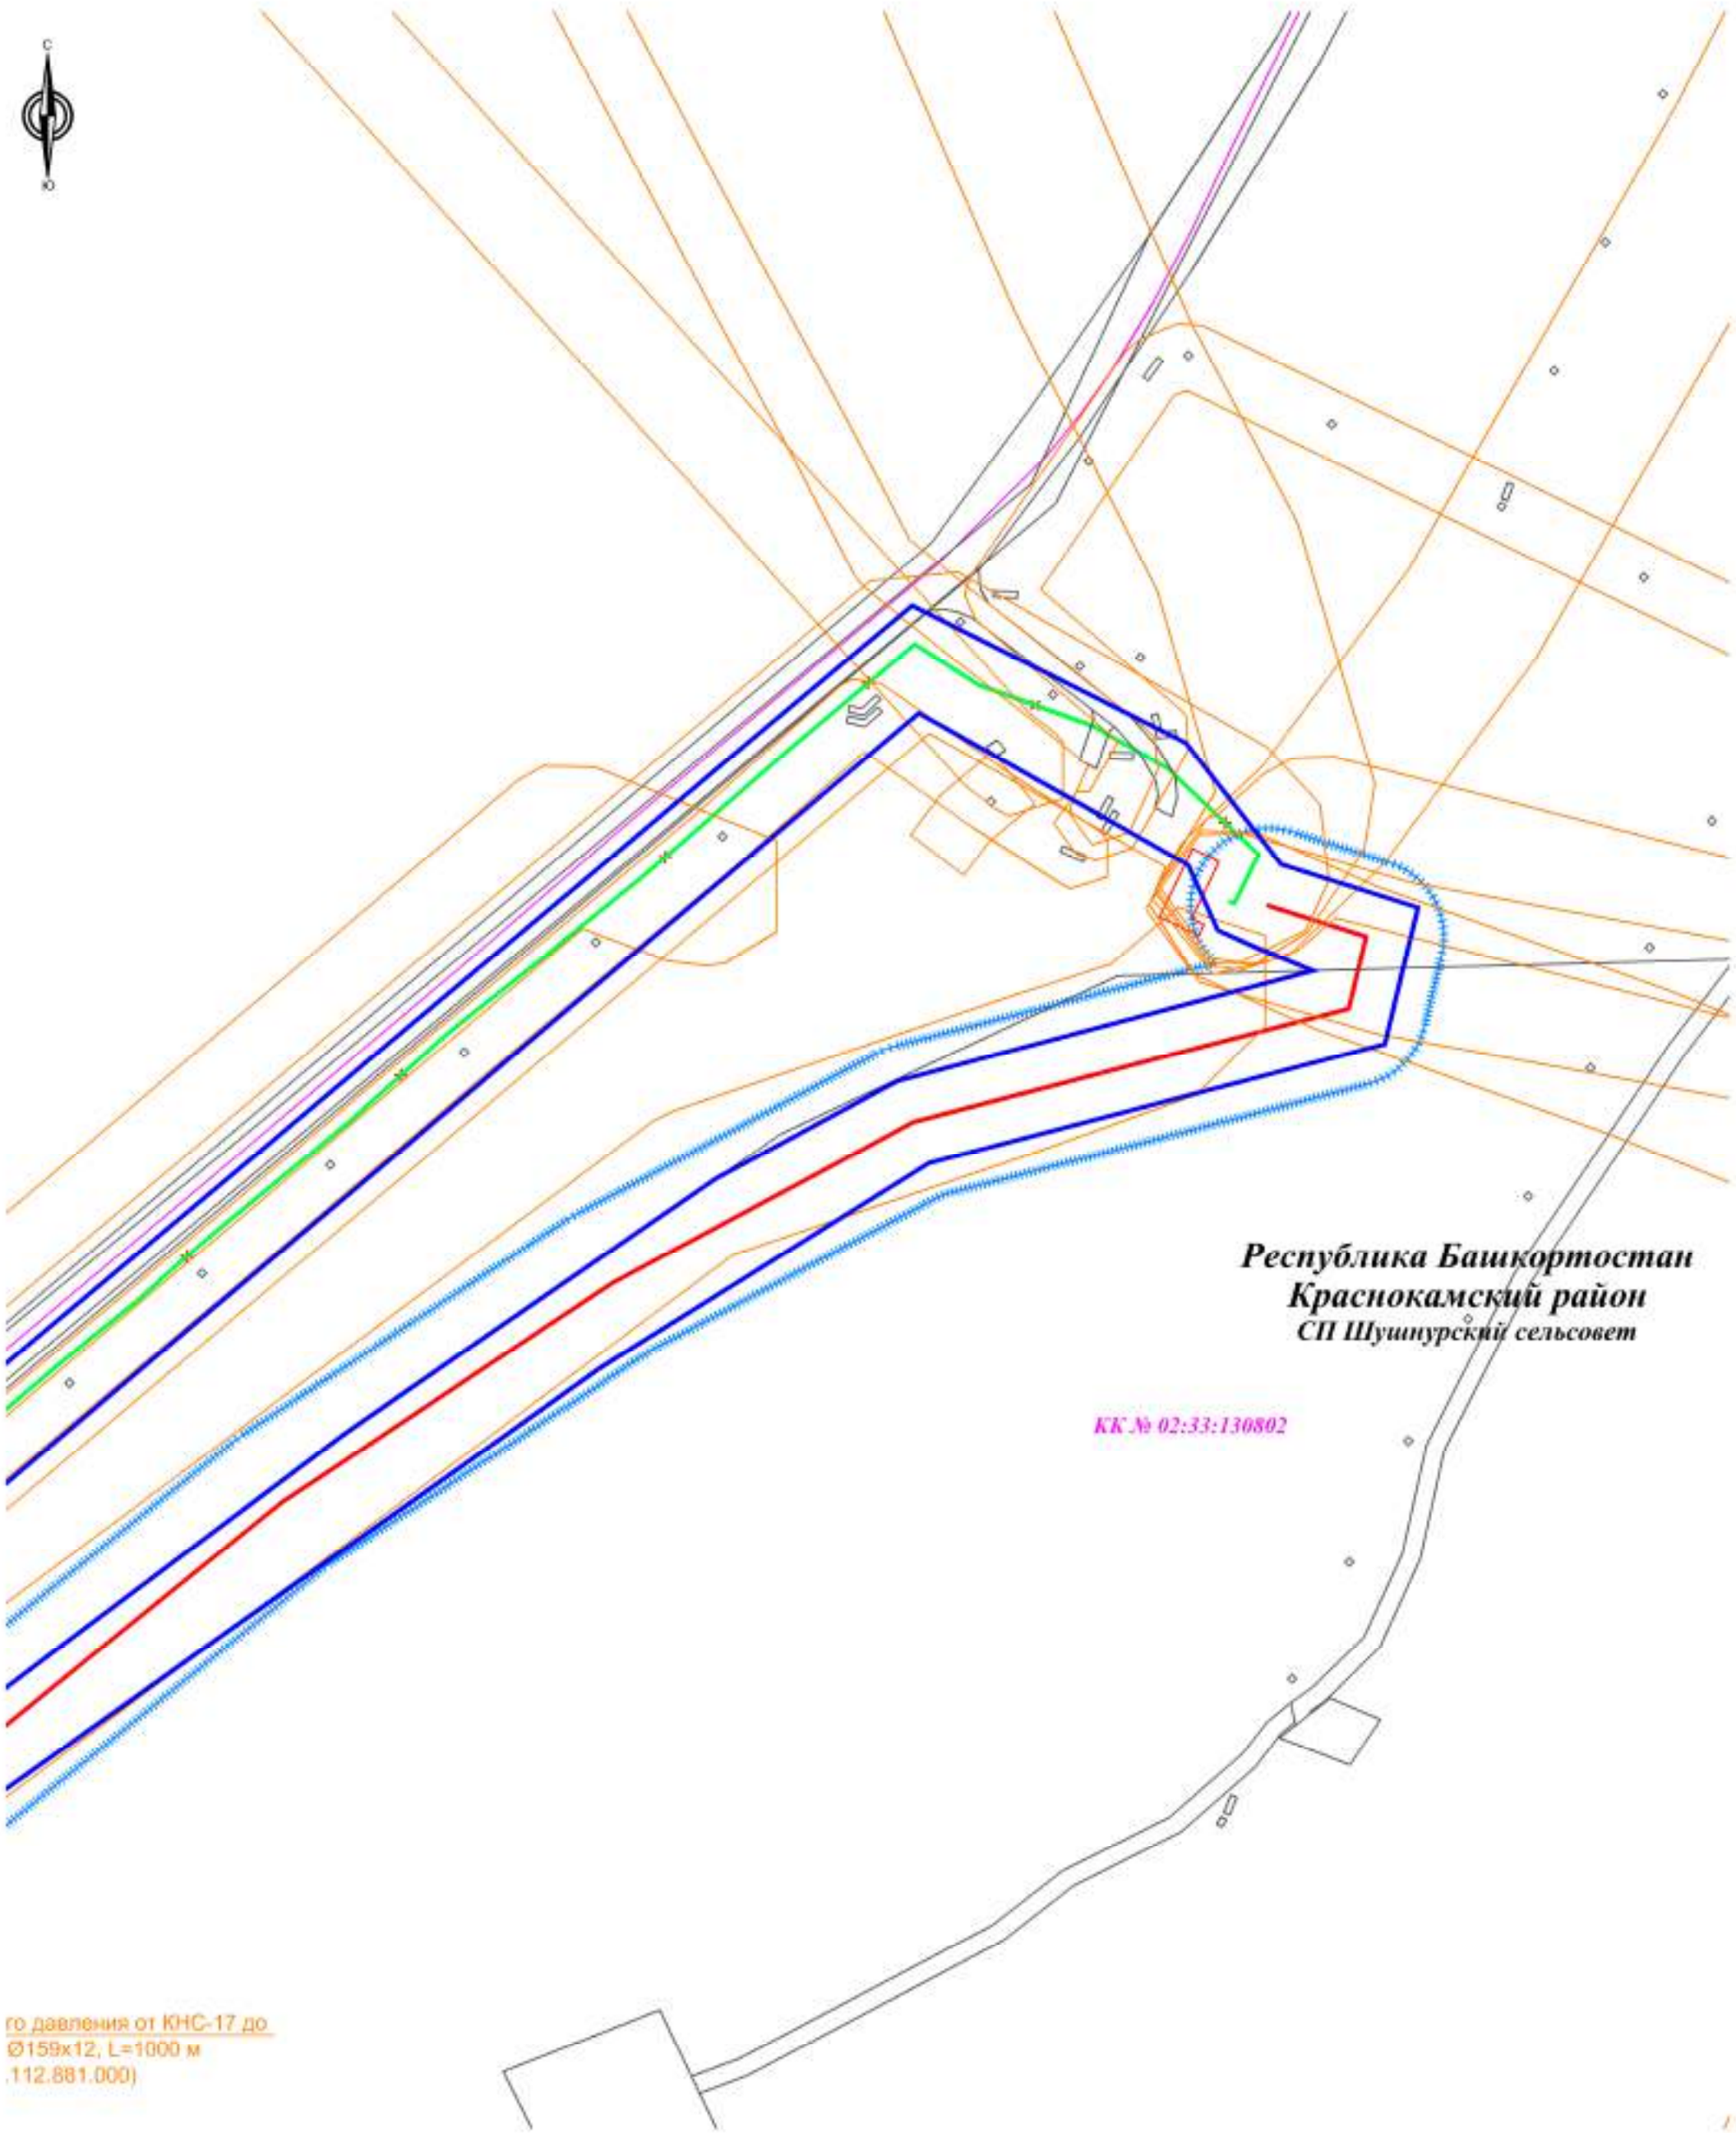 С
Ю
Республика Башкортостан
Краснокамский район
СП Шушнурский сельсовет
КК № 02:33:130802
го давления от КНС-17 до
Ø159х12, L=1000 м
.112.881.000)